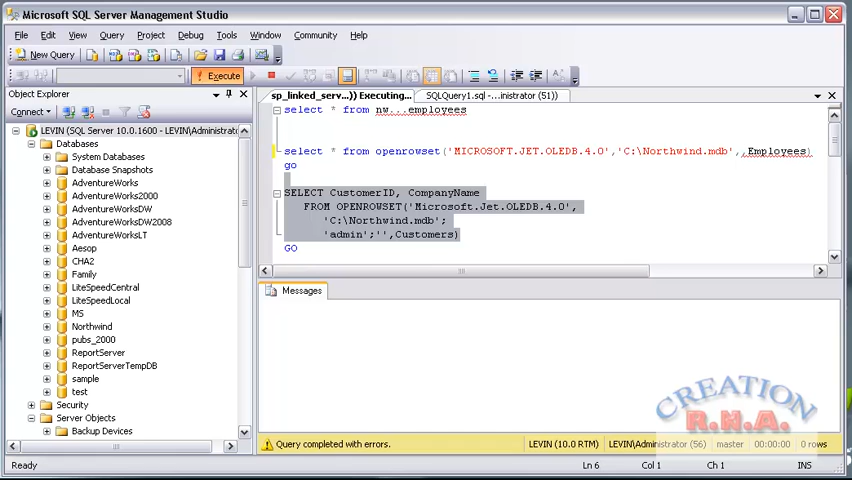 Microsoft SQL Server Management Studio
File Edit View Query Project Debug Tools Window Community Help
New Query
Execute
Object Explorer
Connect
LEVIN (SQL Server 10.0.1600 - LEVIN\Administrato
Databases
System Databases
Database Snapshots
AdventureWorks
AdventureWorks2000
AdventureWorksDW
AdventureWorksDW2008
AdventureWorksLT
Aesop
CHA2
Family
LiteSpeedCentral
LiteSpeedLocal
MS
Northwind
pubs_2000
ReportServer
ReportServerTempDB
sample
test
Security
Server Objects
Backup Devices
sp_linked_serv...}) Executing...
SQLQuery1.sql -...inistrator (51))
select * from nw...employees
select * from openrowset('MICROSOFT.JET.OLEDB.4.0','C:\Northwind.mdb',,Employees)
go
SELECT CustomerID, CompanyName
FROM OPENROWSET('Microsoft.Jet.OLEDB.4.0',
'C:\Northwind.mdb';
'admin';'',Customers)
GO
Messages
CREATION
R.H.A.
Query completed with errors.
LEVIN (10.0 RTM)
LEVIN\Administrator (56)
master
00:00:00
0 rows
Ready
Ln 6
Col 1
Ch 1
INS